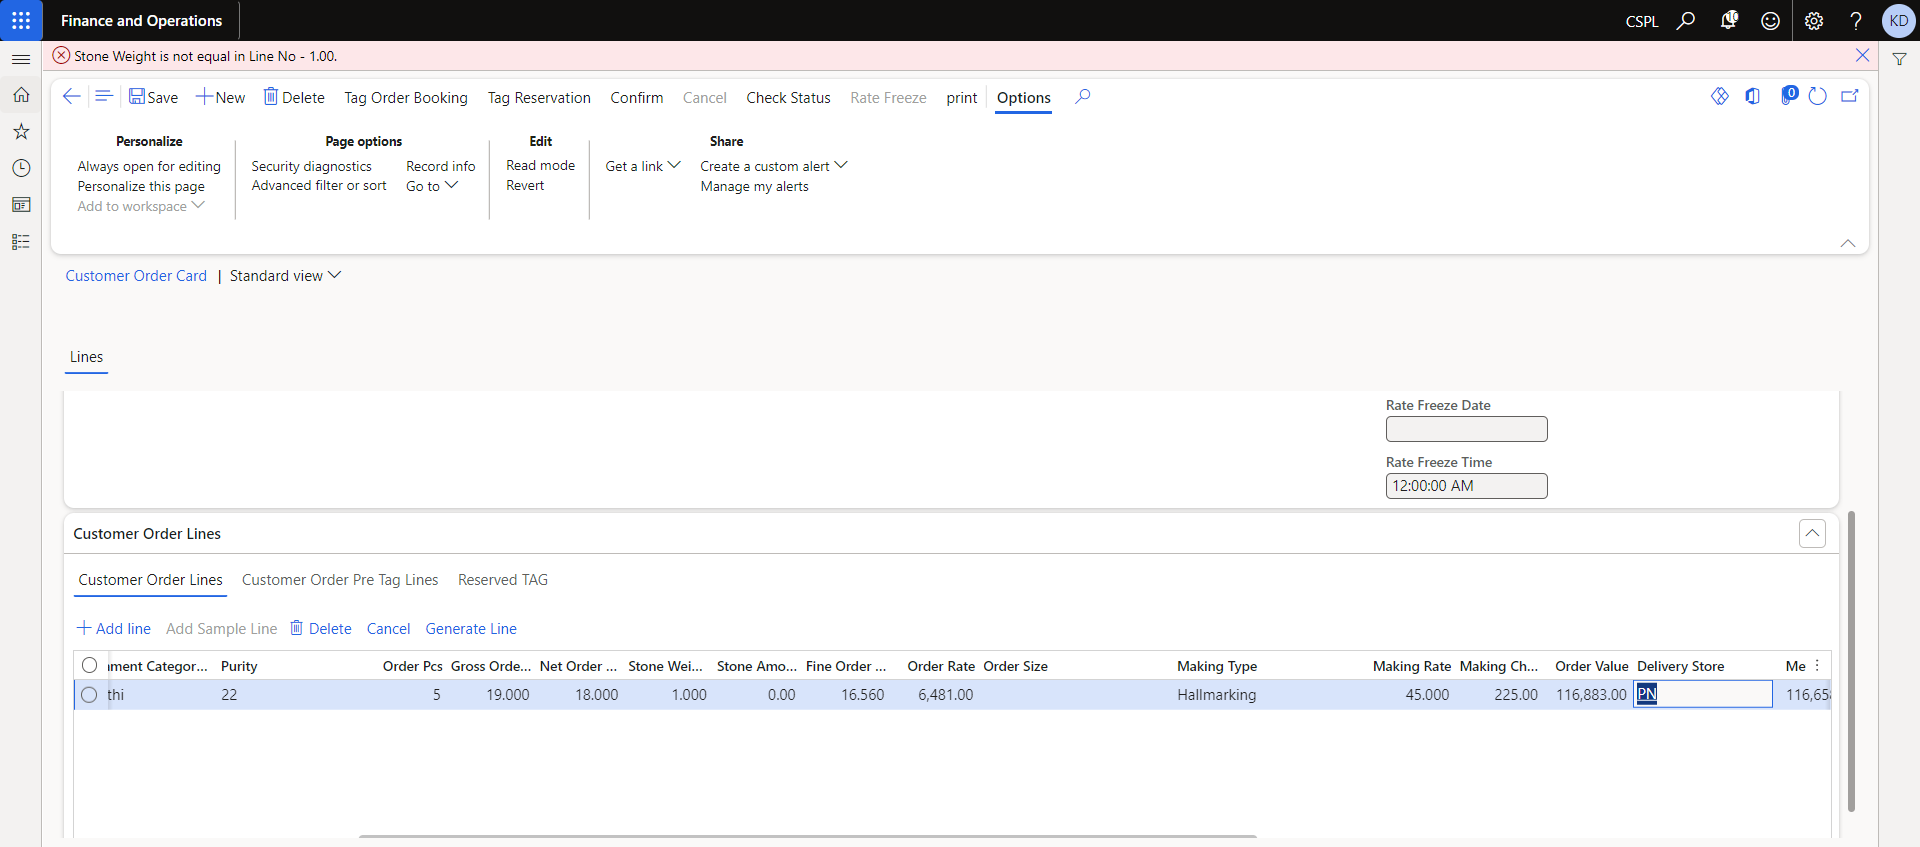 Finance and Operations
CSPL
10
KD
Stone Weight is not equal in Line No - 1.00.
Save New Delete Tag Order Booking Tag Reservation Confirm Cancel Check Status Rate Freeze print Options
0
Personalize
Always open for editing
Personalize this page
Add to workspace
Page options
Security diagnostics Record info
Advanced filter or sort Go to
Edit
Read mode
Revert
Share
Get a link Create a custom alert
Manage my alerts
Customer Order Card | Standard view
Lines
Rate Freeze Date
Rate Freeze Time
12:00:00 AM
Customer Order Lines
Customer Order Lines Customer Order Pre Tag Lines Reserved TAG
Add line Add Sample Line Delete Cancel Generate Line
ment Categor... Purity Order Pcs Gross Orde... Net Order ... Stone Wei... Stone Amo... Fine Order ... Order Rate Order Size Making Type Making Rate Making Ch... Order Value Delivery Store Me
thi 22 5 19.000 18.000 1.000 0.00 16.560 6,481.00 Hallmarking 45.000 225.00 116,883.00 PN 116,65